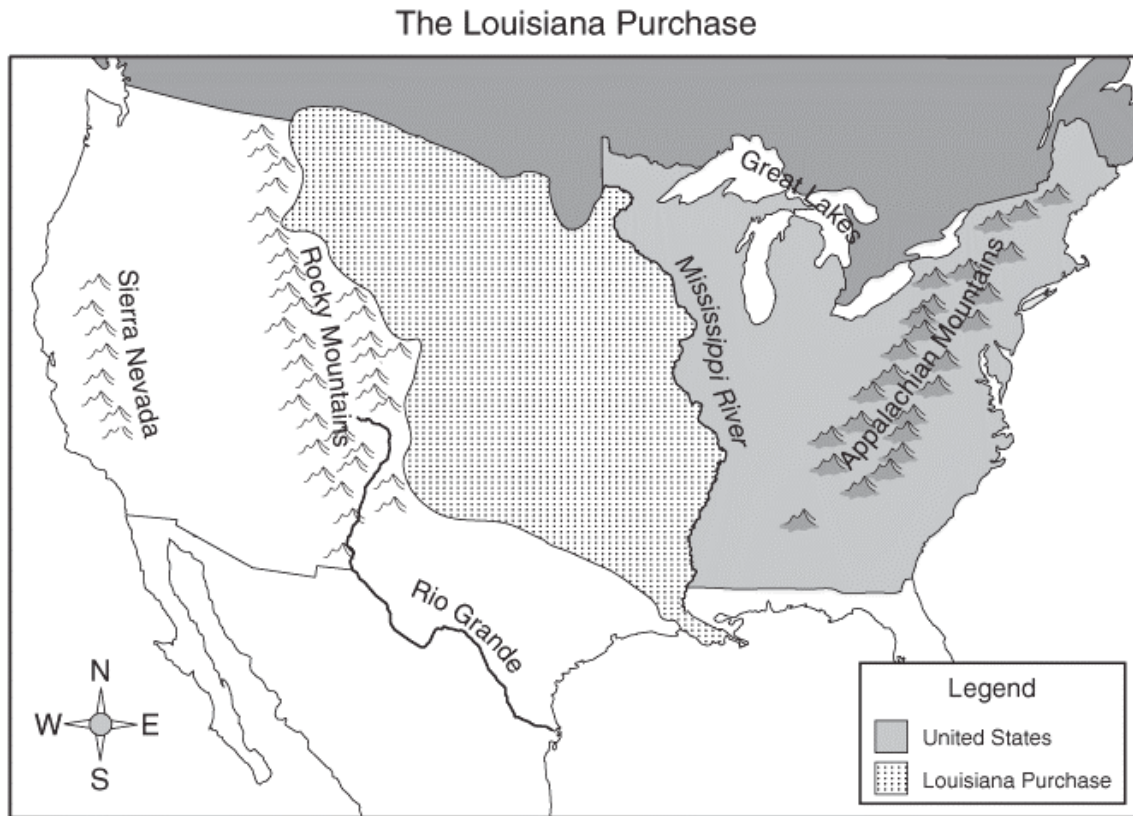 The Louisiana Purchase
Great Lakes
Rocky Mountains
Sierra Nevada
Mississippi River
Appalachian Mountains
Rio Grande
N
W E
S
Legend
United States
Louisiana Purchase